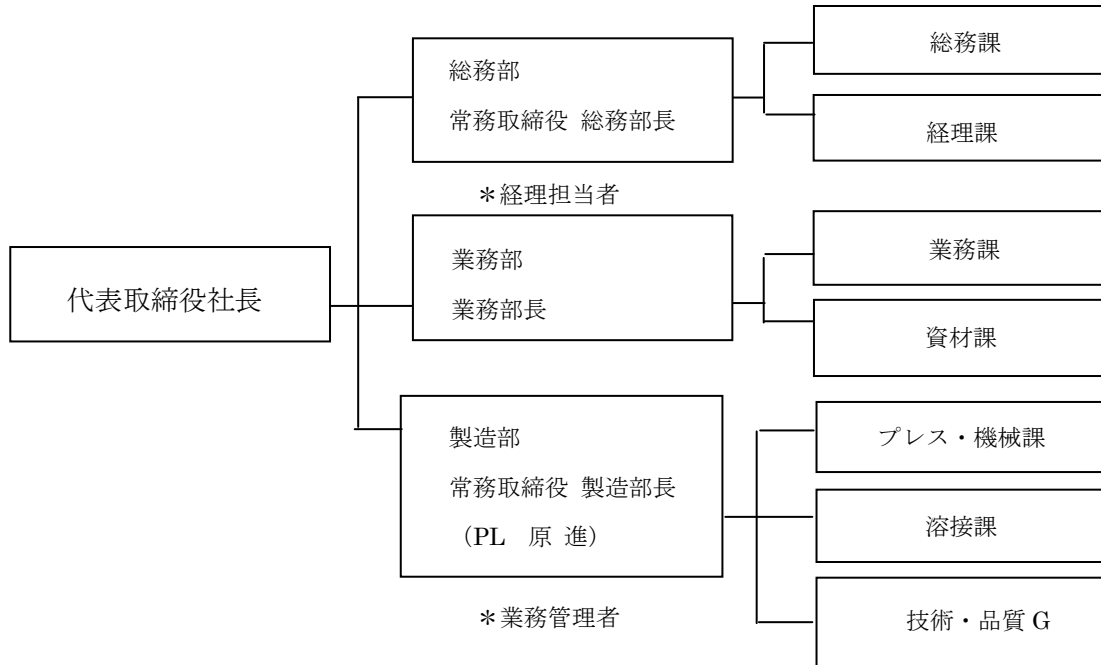 代表取締役社長
総務部
常務取締役 総務部長
＊経理担当者
総務課
経理課
業務部
業務部長
業務課
資材課
製造部
常務取締役 製造部長
（PL　原 進）
＊業務管理者
プレス・機械課
溶接課
技術・品質 G